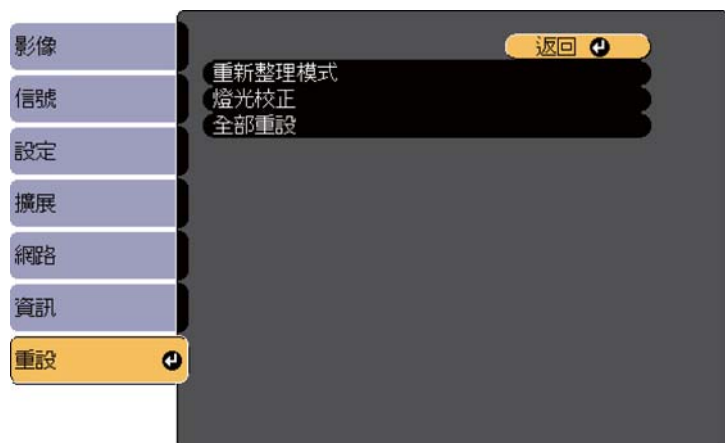 影像
信號
設定
擴展
網路
資訊
重設
返回
重新整理模式
燈光校正
全部重設